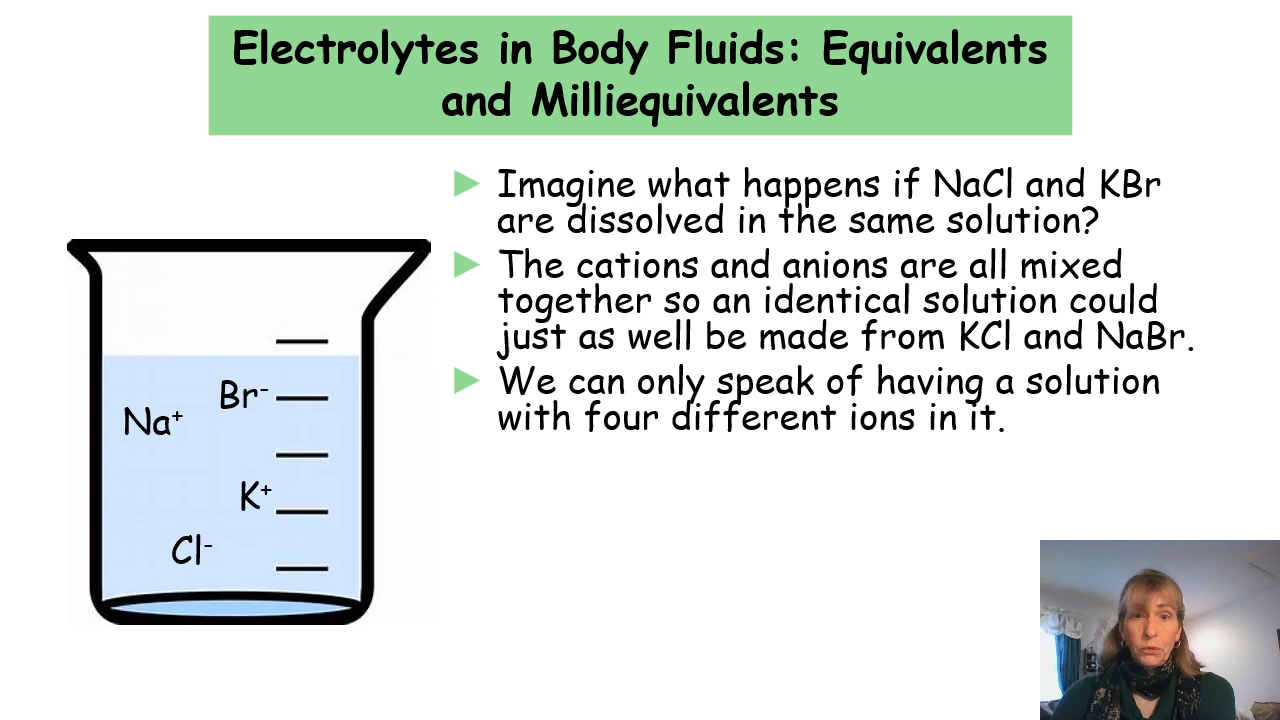 Electrolytes in Body Fluids: Equivalents
and Milliequivalents
► Imagine what happens if NaCl and KBr
are dissolved in the same solution?
► The cations and anions are all mixed
together so an identical solution could
just as well be made from KCl and NaBr.
► We can only speak of having a solution
with four different ions in it.
Br⁻
Na⁺
K⁺
Cl⁻